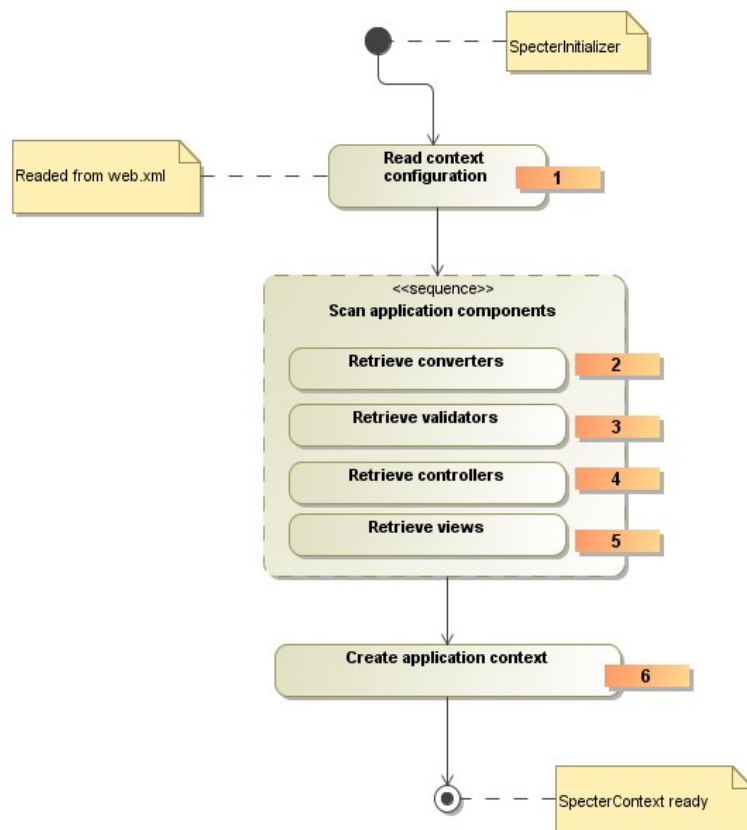 SpecterInitializer
Read context
configuration
1
Readed from web.xml
<<sequence>>
Scan application components
Retrieve converters
2
Retrieve validators
3
Retrieve controllers
4
Retrieve views
5
Create application context
6
SpecterContext ready